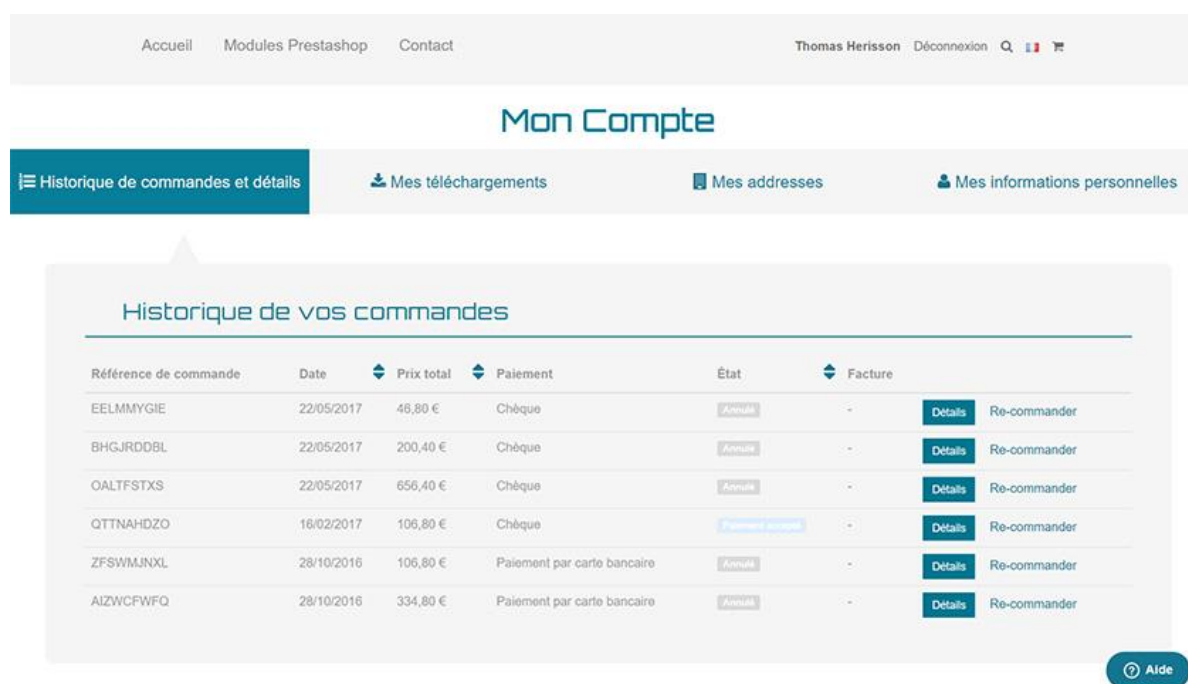 Accueil Modules Prestashop Contact Thomas Herisson Déconnexion
Mon Compte
Historique de commandes et détails Mes téléchargements Mes addresses Mes informations personnelles
Historique de vos commandes
Référence de commande Date Prix total Paiement État Facture
EELMMYGIE 22/05/2017 46,80 € Chèque Annulé - Détails Re-commander
BHGJRDDBL 22/05/2017 200,40 € Chèque Annulé - Détails Re-commander
OALTFSTXS 22/05/2017 656,40 € Chèque Annulé - Détails Re-commander
QTTNAHDZO 16/02/2017 106,80 € Chèque Paiement accepté - Détails Re-commander
ZFSWMJNXL 28/10/2016 106,80 € Paiement par carte bancaire Annulé - Détails Re-commander
AIZWCFWFQ 28/10/2016 334,80 € Paiement par carte bancaire Annulé - Détails Re-commander
Aide